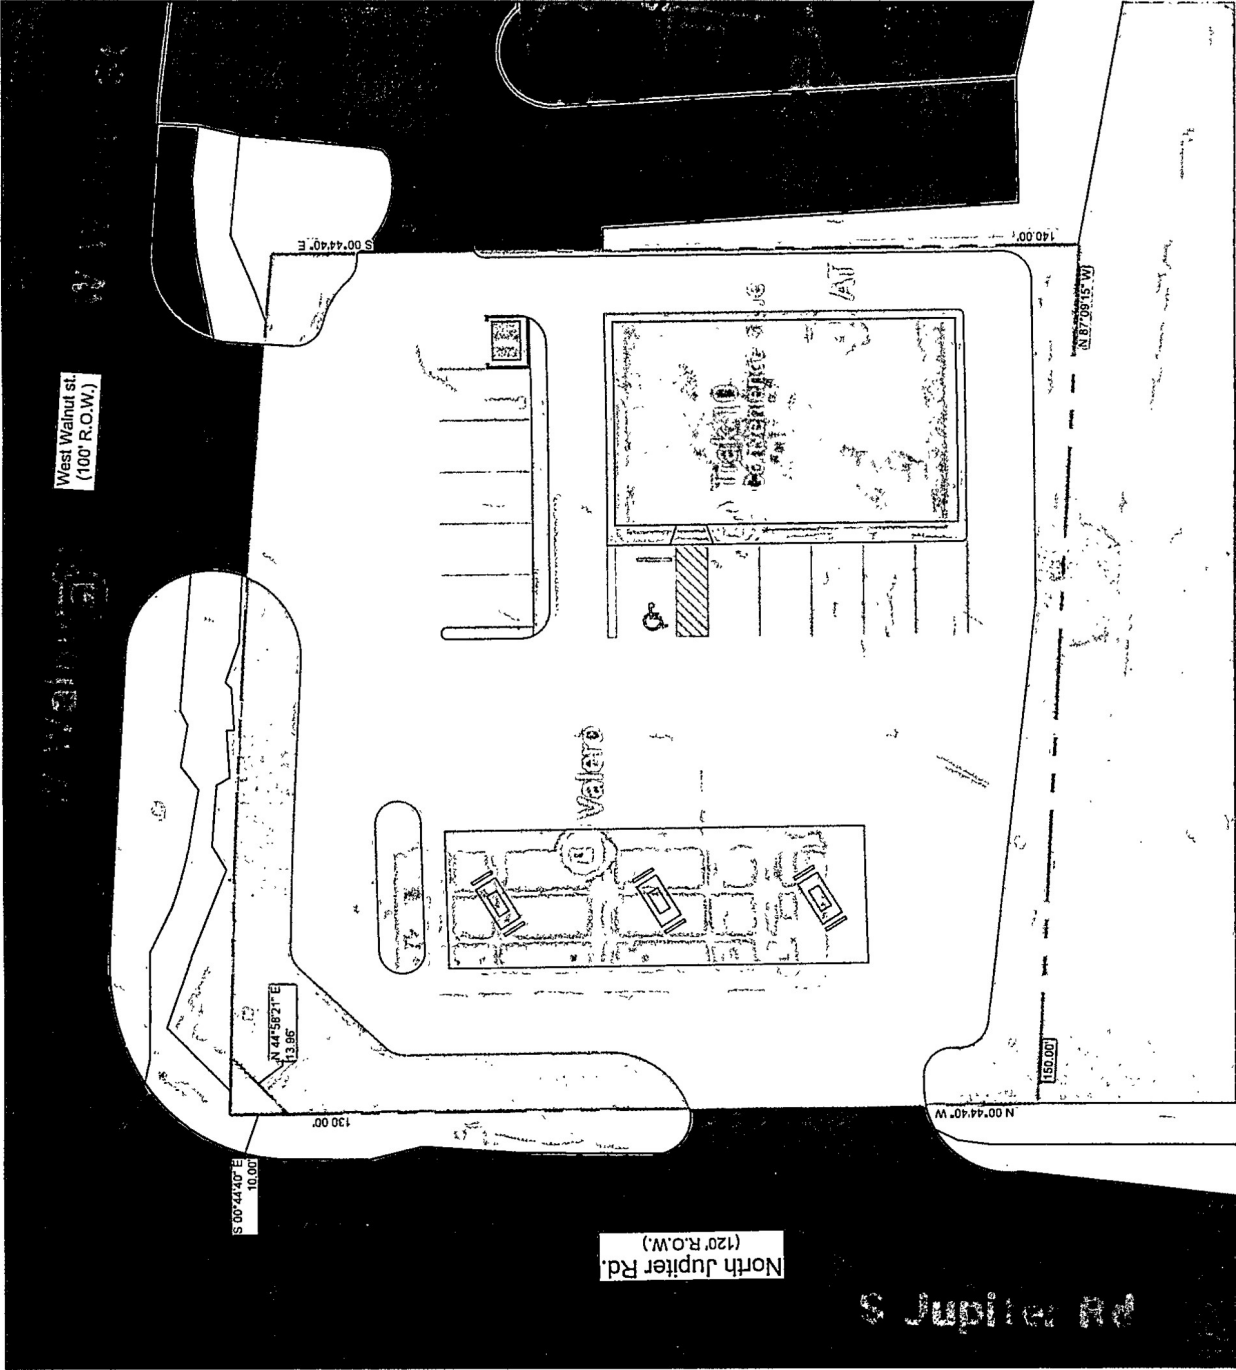 West Walnut st.
(100' R.O.W.)
S 00°44'40" E
140.00'
N 87°09'15" W
Valero
N 44°58'21" E
13.96'
130.00'
150.00'
N 00°44'40" W
S 00°44'40" E
10.00'
North Jupiter Rd.
(120' R.O.W.)
S Jupiter Rd